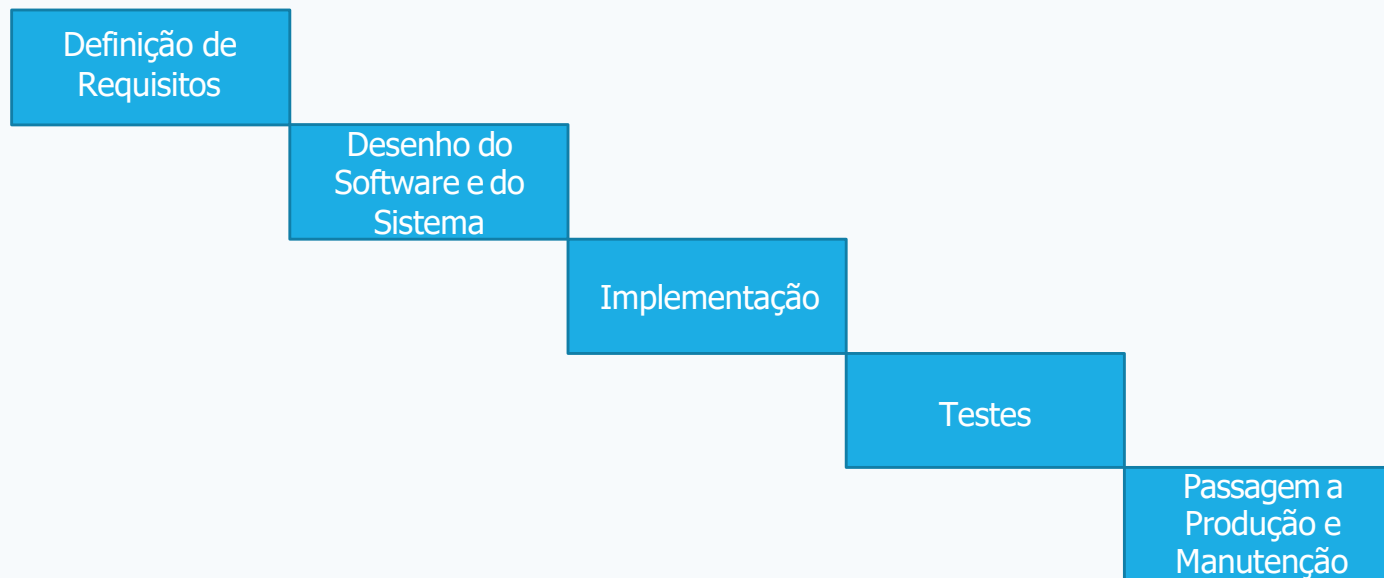 Definição de
Requisitos
Desenho do
Software e do
Sistema
Implementação
Testes
Passagem a
Produção e
Manutenção